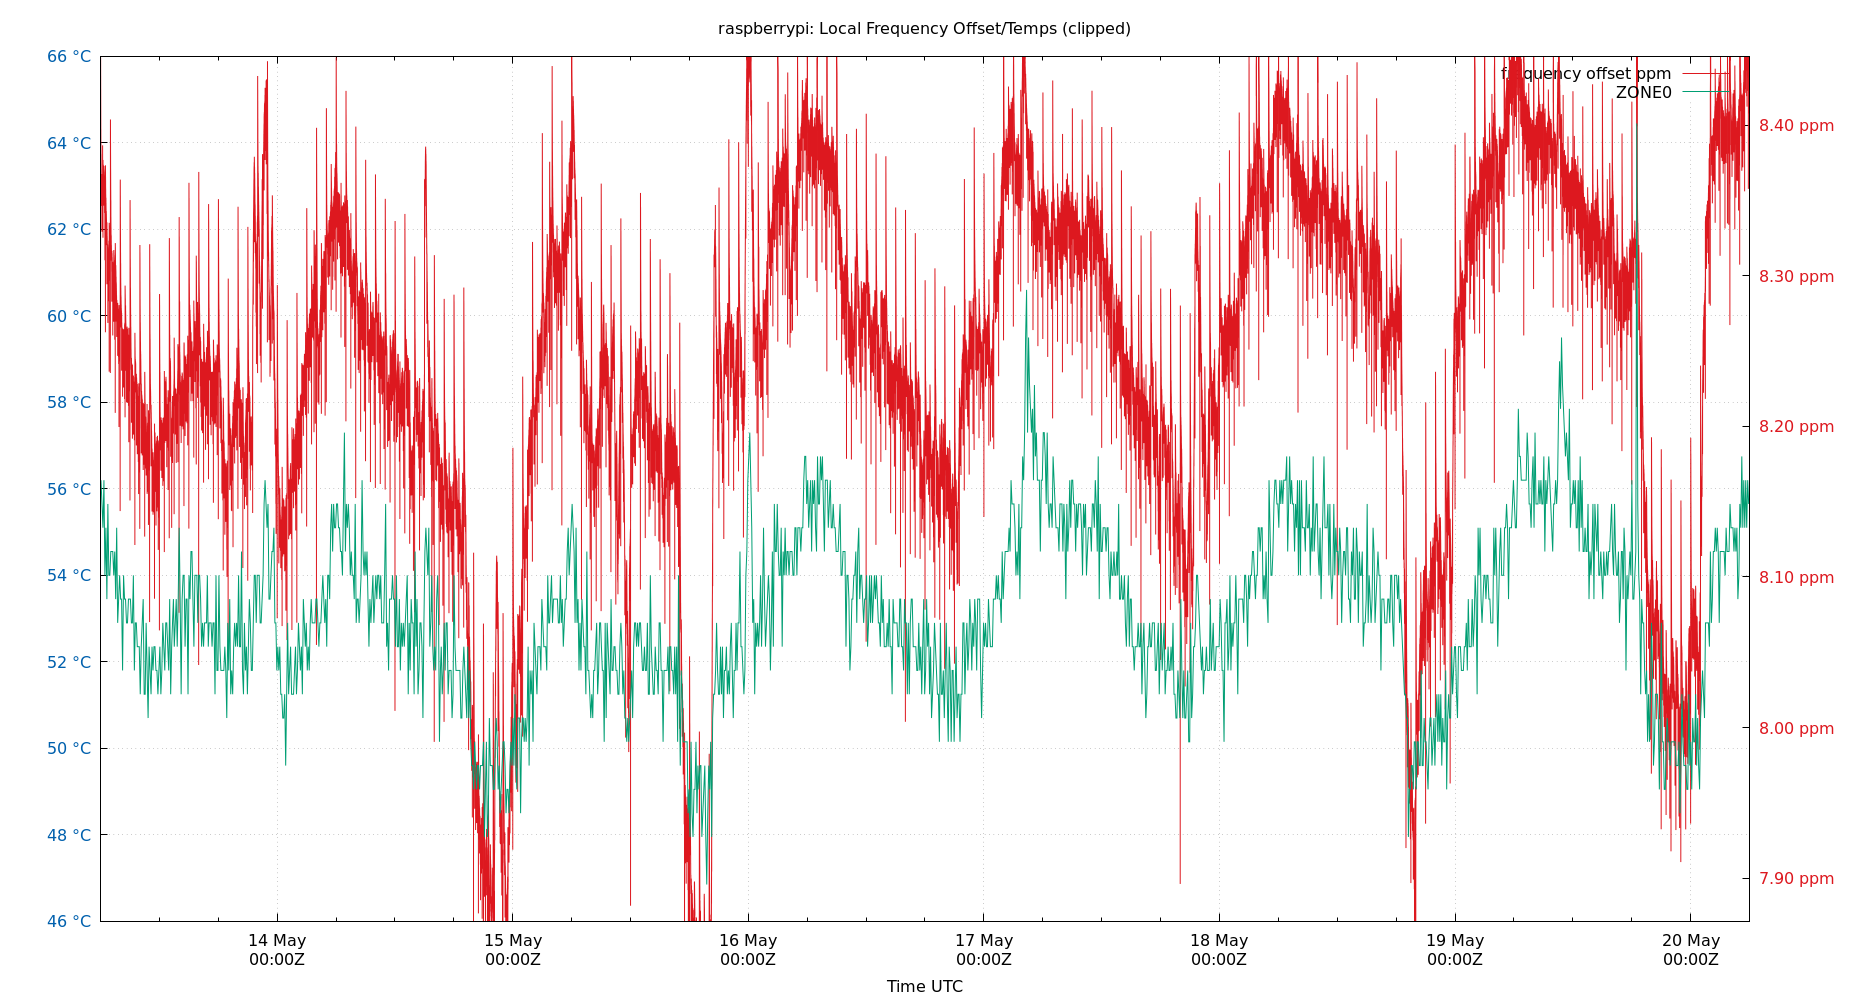 raspberrypi: Local Frequency Offset/Temps (clipped)
66 °C
64 °C
62 °C
60 °C
58 °C
56 °C
54 °C
52 °C
50 °C
48 °C
46 °C
frequency offset ppm
ZONE0
8.40 ppm
8.30 ppm
8.20 ppm
8.10 ppm
8.00 ppm
7.90 ppm
14 May
00:00Z
15 May
00:00Z
16 May
00:00Z
17 May
00:00Z
18 May
00:00Z
19 May
00:00Z
20 May
00:00Z
Time UTC